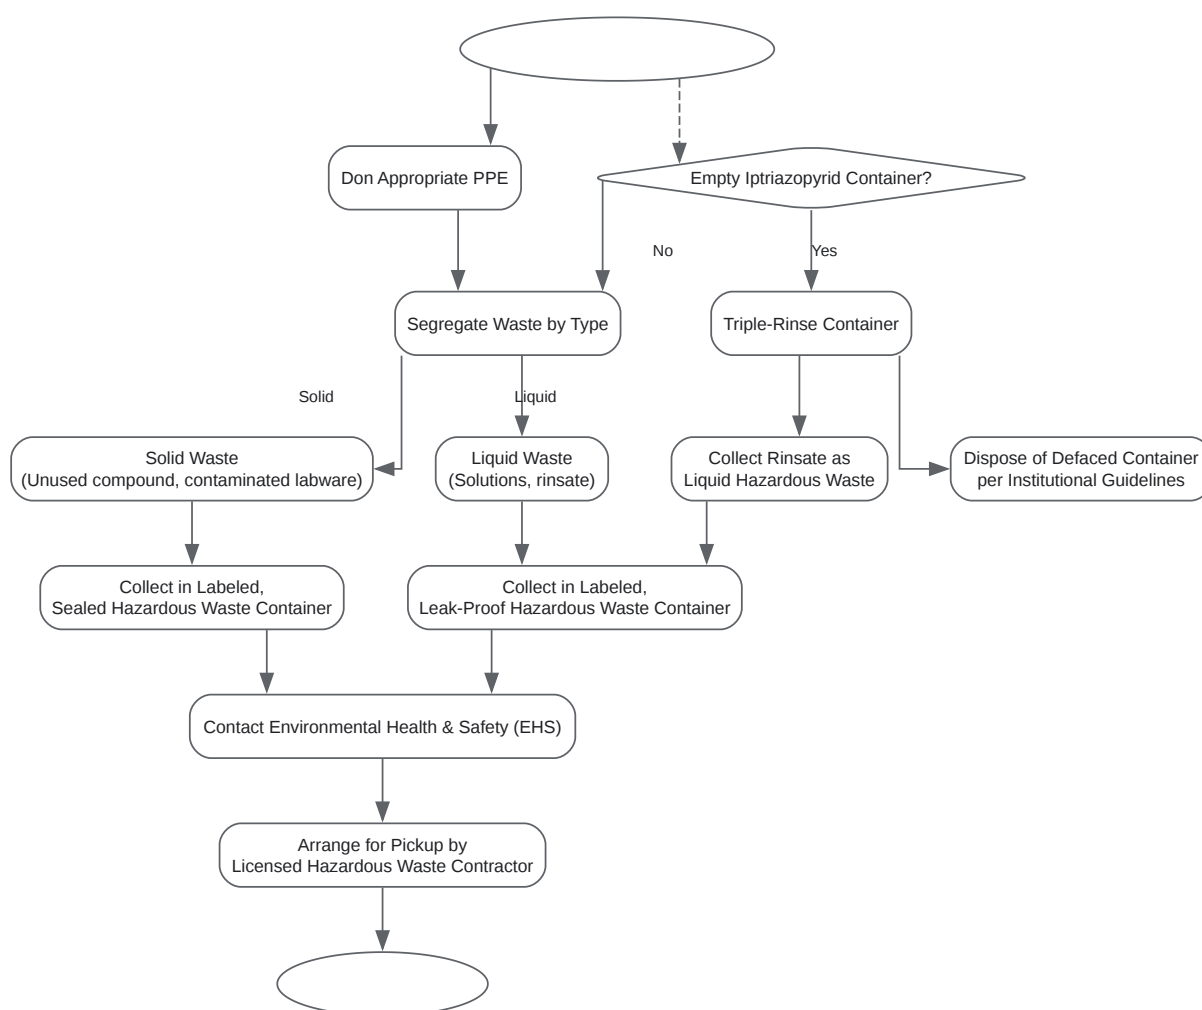 Don Appropriate PPE
Empty Iptriazopyrid Container?
No
Yes
Segregate Waste by Type
Triple-Rinse Container
Solid
Liquid
Solid Waste
(Unused compound, contaminated labware)
Liquid Waste
(Solutions, rinsate)
Collect Rinsate as
Liquid Hazardous Waste
Dispose of Defaced Container
per Institutional Guidelines
Collect in Labeled,
Sealed Hazardous Waste Container
Collect in Labeled,
Leak-Proof Hazardous Waste Container
Contact Environmental Health & Safety (EHS)
Arrange for Pickup by
Licensed Hazardous Waste Contractor